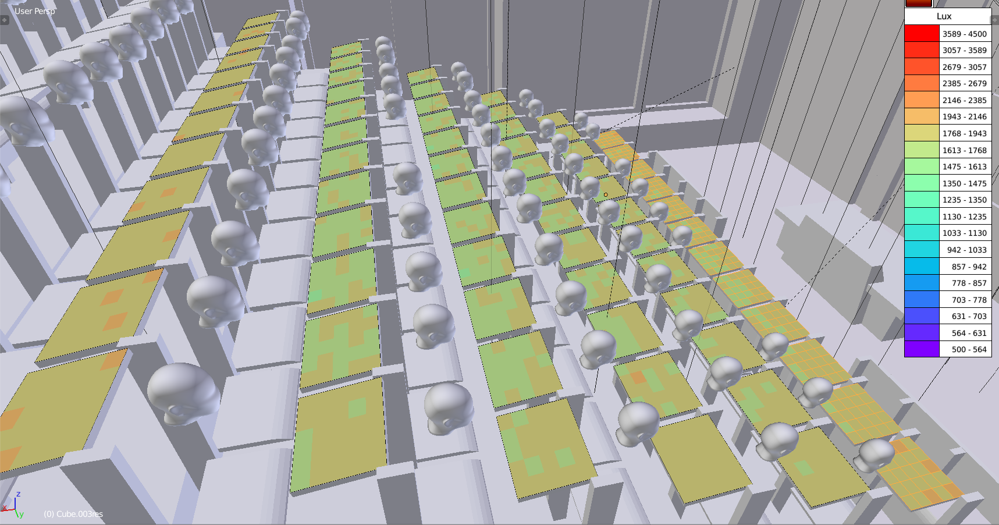 User Persp
Lux
3589 - 4500
3057 - 3589
2679 - 3057
2385 - 2679
2146 - 2385
1943 - 2146
1768 - 1943
1613 - 1768
1475 - 1613
1350 - 1475
1235 - 1350
1130 - 1235
1033 - 1130
942 - 1033
857 - 942
778 - 857
703 - 778
631 - 703
564 - 631
500 - 564
z
x
y
(0) Cube.003res